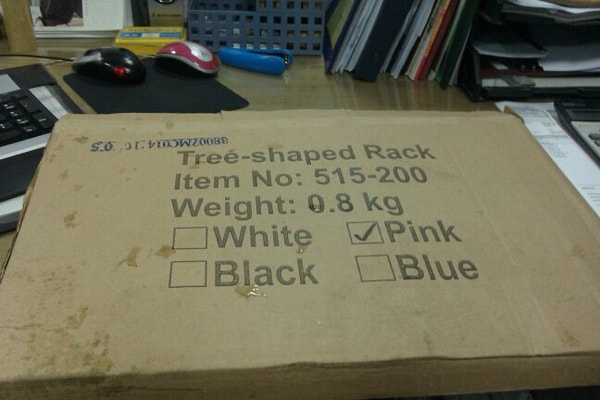 Tree-shaped Rack
Item No: 515-200
Weight: 0.8 kg
White Pink
Black Blue